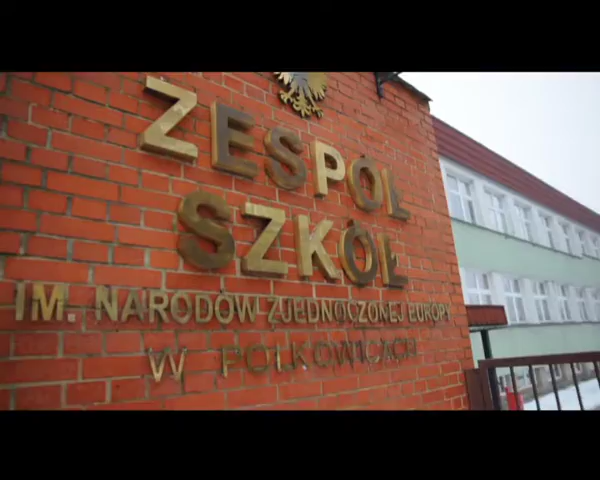 ZESPÓŁ
SZKÓŁ
IM. NARODÓW ZJEDNOCZONEJ EUROPY
W POLKOWICACH